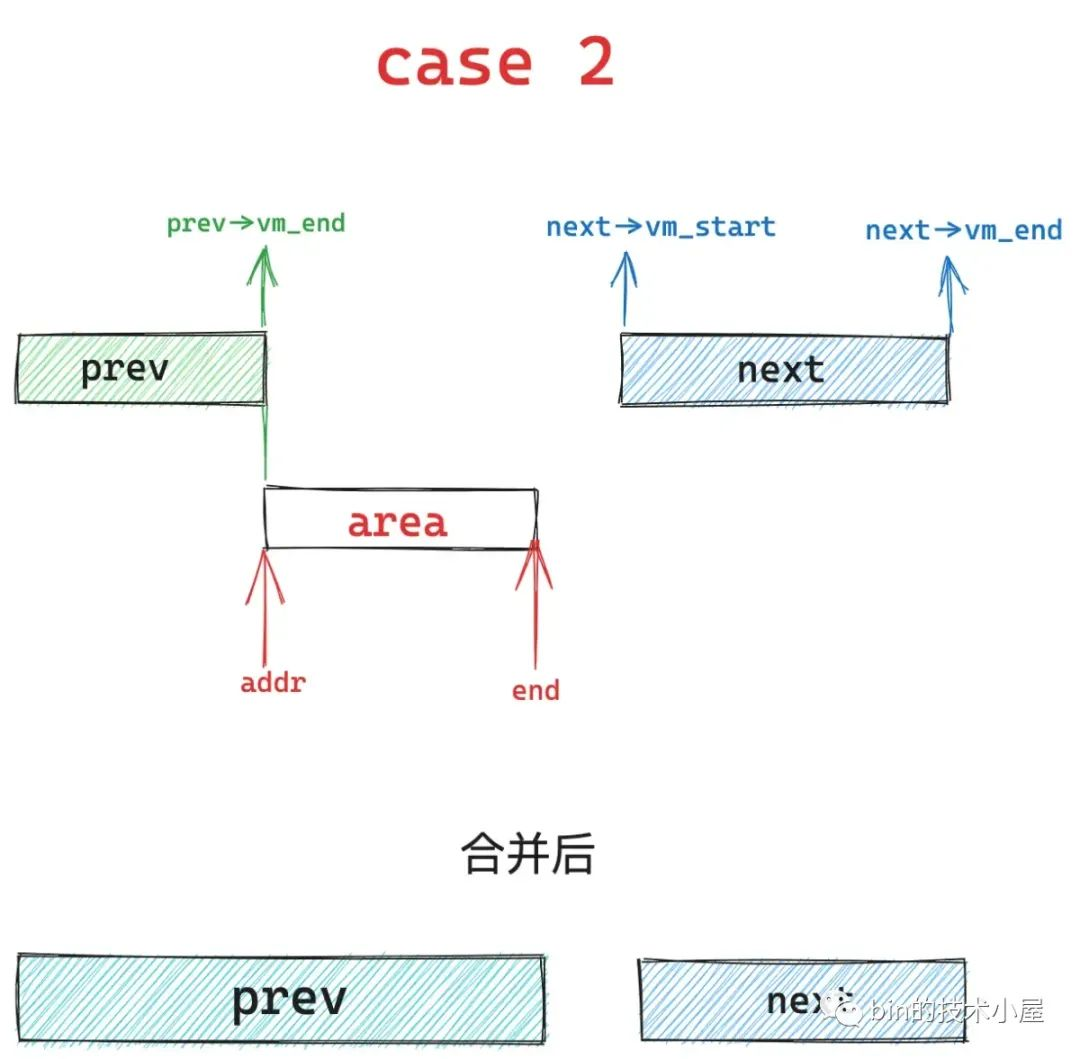 case 2
prev→vm_end
next→vm_start
next→vm_end
prev
next
area
addr
end
合并后
prev
next
bin的技术小屋